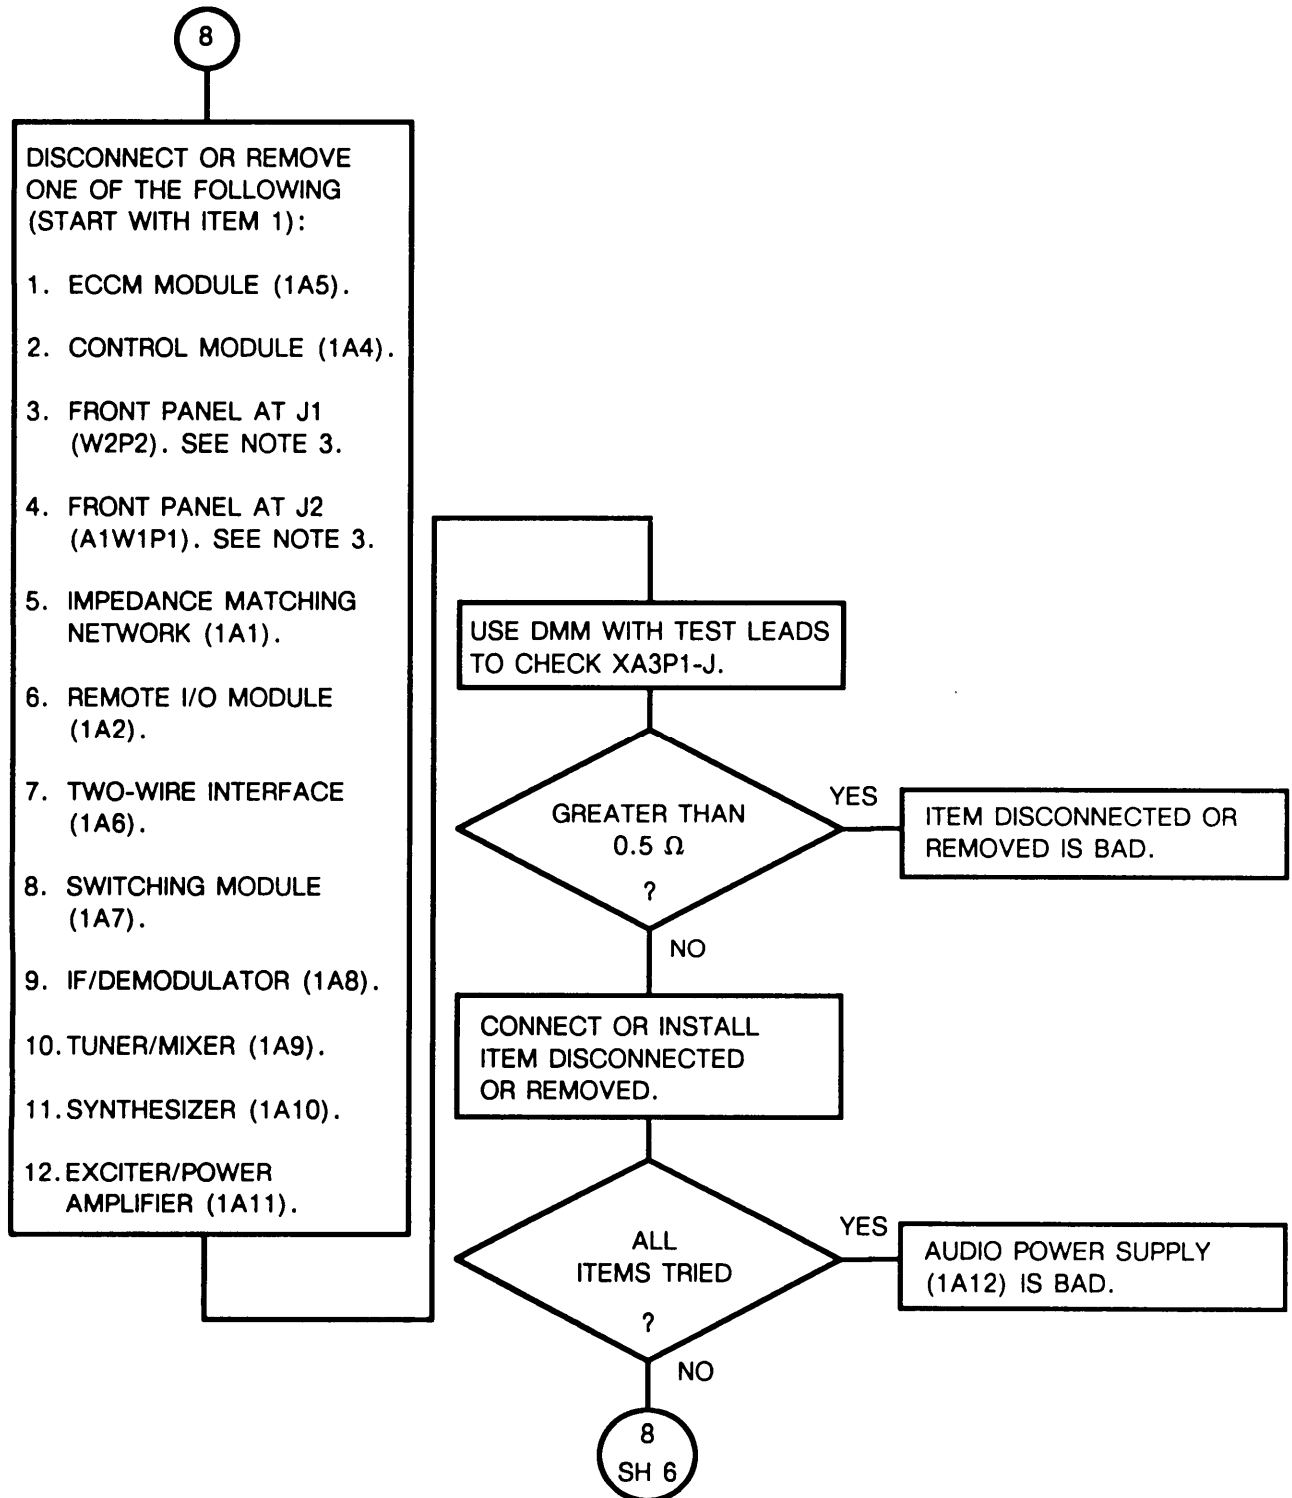 8
DISCONNECT OR REMOVE
ONE OF THE FOLLOWING
(START WITH ITEM 1):
1. ECCM MODULE (1A5).
2. CONTROL MODULE (1A4).
3. FRONT PANEL AT J1
(W2P2). SEE NOTE 3.
4. FRONT PANEL AT J2
(A1W1P1). SEE NOTE 3.
5. IMPEDANCE MATCHING
NETWORK (1A1).
6. REMOTE I/O MODULE
(1A2).
7. TWO-WIRE INTERFACE
(1A6).
8. SWITCHING MODULE
(1A7).
9. IF/DEMODULATOR (1A8).
10. TUNER/MIXER (1A9).
11. SYNTHESIZER (1A10).
12. EXCITER/POWER
AMPLIFIER (1A11).
USE DMM WITH TEST LEADS
TO CHECK XA3P1-J.
GREATER THAN
0.5 Ω
?
YES
ITEM DISCONNECTED OR
REMOVED IS BAD.
NO
CONNECT OR INSTALL
ITEM DISCONNECTED
OR REMOVED.
ALL
ITEMS TRIED
?
YES
AUDIO POWER SUPPLY
(1A12) IS BAD.
NO
8
SH 6